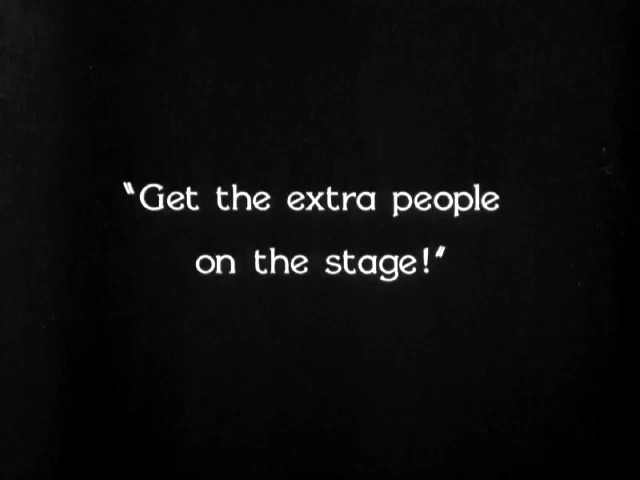 “Get the extra people
on the stage!”